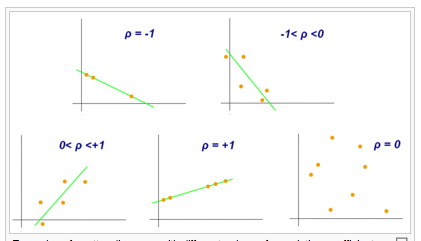 ρ = -1
-1< ρ <0
0< ρ <+1
ρ = +1
ρ = 0